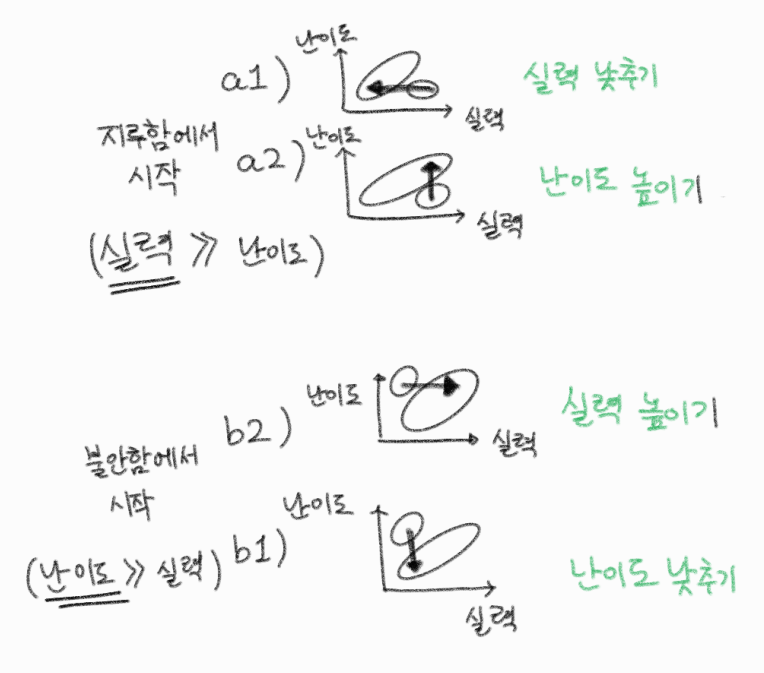 난이도
a1)
실력
실력 낮추기
지루함에서
시작
(실력 ≫ 난이도)
난이도
a2)
실력
난이도 높이기
난이도
b2)
실력
실력 높이기
불안함에서
시작
(난이도 ≫ 실력)
난이도
b1)
실력
난이도 낮추기